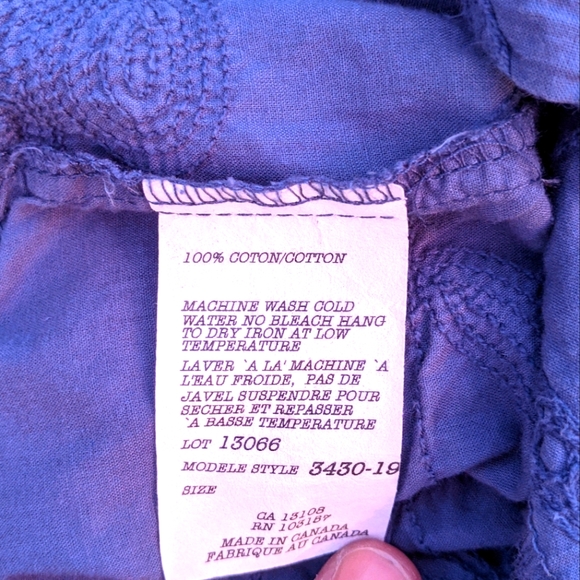 100% COTON/COTTON
MACHINE WASH COLD
WATER NO BLEACH HANG
TO DRY IRON AT LOW
TEMPERATURE
LAVER `A LA' MACHINE `A
L'EAU FROIDE, PAS DE
JAVEL SUSPENDRE POUR
SECHER ET REPASSER
`A BASSE TEMPERATURE
LOT 13066
MODELE STYLE 3430-19
SIZE
CA 13108
RN 103187
MADE IN CANADA
FABRIQUE AU CANADA